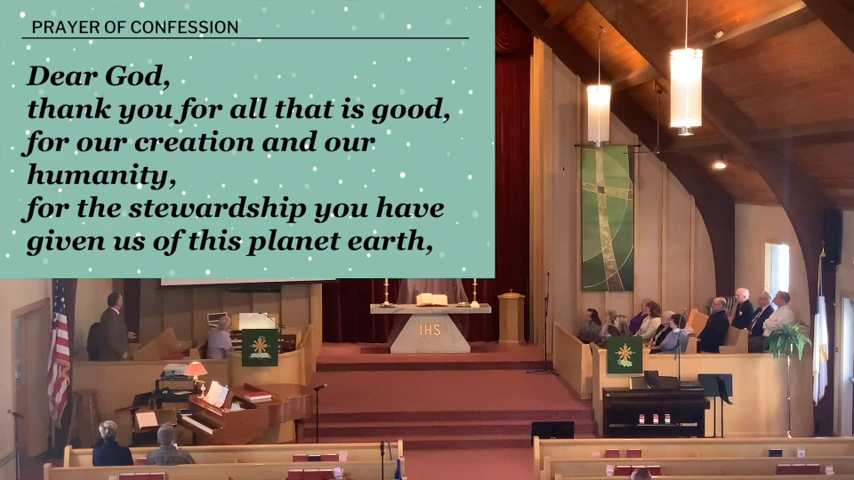 PRAYER OF CONFESSION
Dear God,
thank you for all that is good,
for our creation and our
humanity,
for the stewardship you have
given us of this planet earth,
IHS